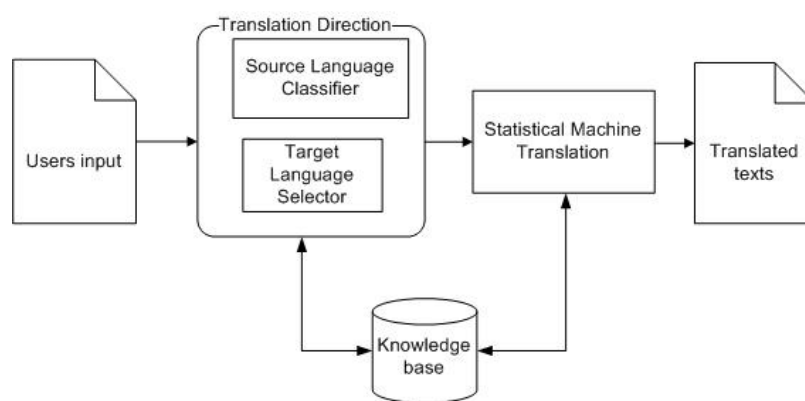 Translation Direction
Source Language
Classifier
Users input
Target
Language
Selector
Statistical Machine
Translation
Translated
texts
Knowledge
base